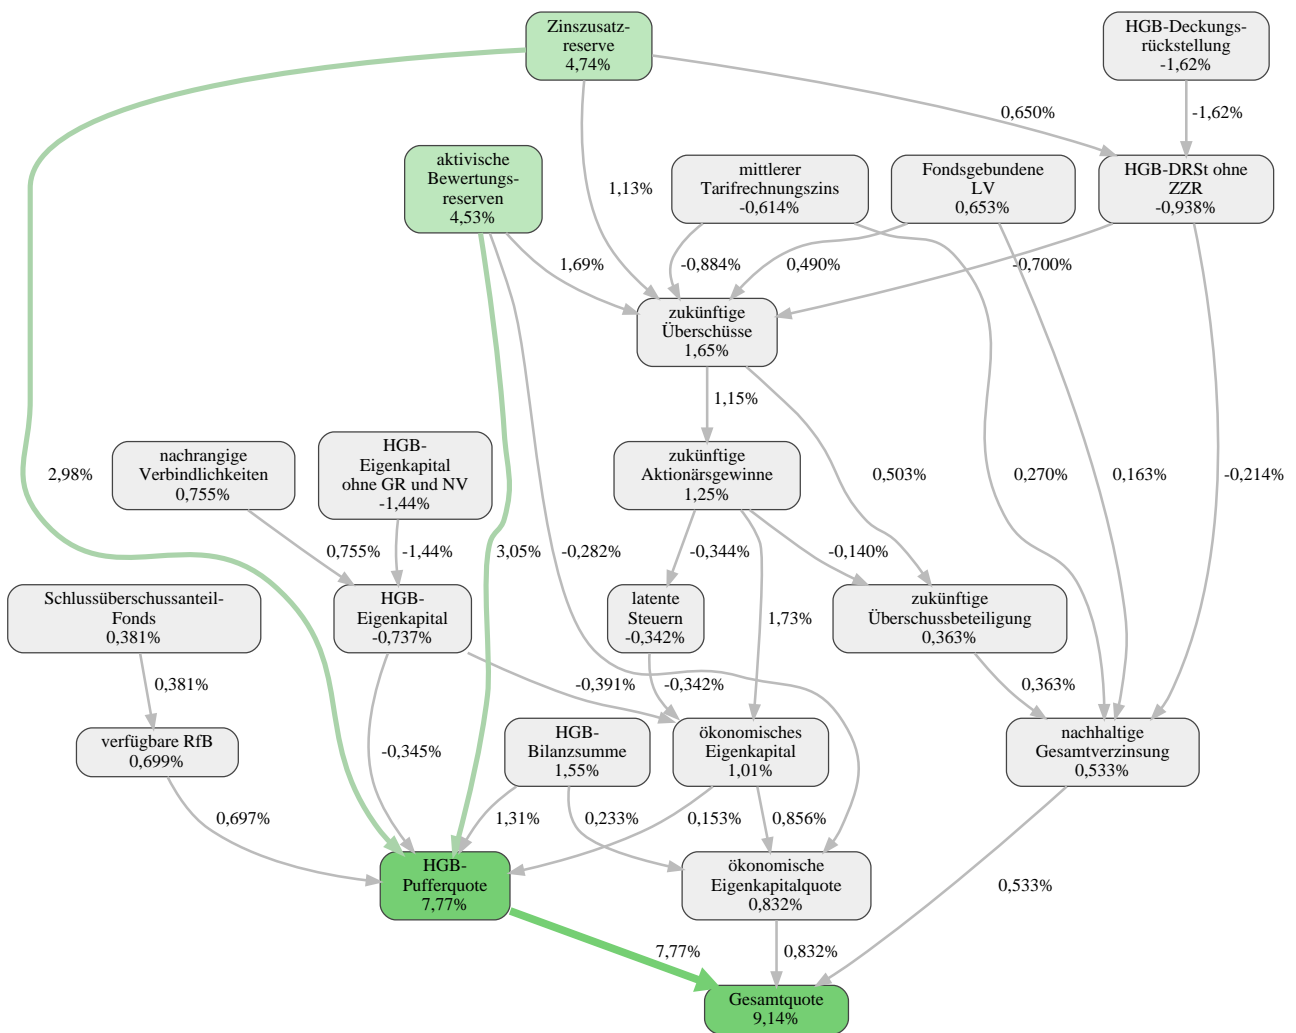 Zinszusatz-
reserve
4,74%
HGB-Deckungs-
rückstellung
-1,62%
0,650%
-1,62%
aktivische
Bewertungs-
reserven
4,53%
1,13%
mittlerer
Tarifrechnungszins
-0,614%
Fondsgebundene
LV
0,653%
HGB-DRSt ohne
ZZR
-0,938%
1,69%
-0,884%
0,490%
-0,700%
zukünftige
Überschüsse
1,65%
1,15%
nachrangige
Verbindlichkeiten
0,755%
HGB-
Eigenkapital
ohne GR und NV
-1,44%
zukünftige
Aktionärsgewinne
1,25%
2,98%
0,503%
0,270%
0,163%
-0,214%
0,755%
-1,44%
3,05%
-0,282%
-0,344%
-0,140%
Schlussüberschussanteil-
Fonds
0,381%
HGB-
Eigenkapital
-0,737%
latente
Steuern
-0,342%
1,73%
zukünftige
Überschussbeteiligung
0,363%
0,381%
-0,391%
-0,342%
0,363%
verfügbare RfB
0,699%
-0,345%
HGB-
Bilanzsumme
1,55%
ökonomisches
Eigenkapital
1,01%
nachhaltige
Gesamtverzinsung
0,533%
0,697%
1,31%
0,233%
0,153%
0,856%
HGB-
Pufferquote
7,77%
ökonomische
Eigenkapitalquote
0,832%
0,533%
7,77%
0,832%
Gesamtquote
9,14%